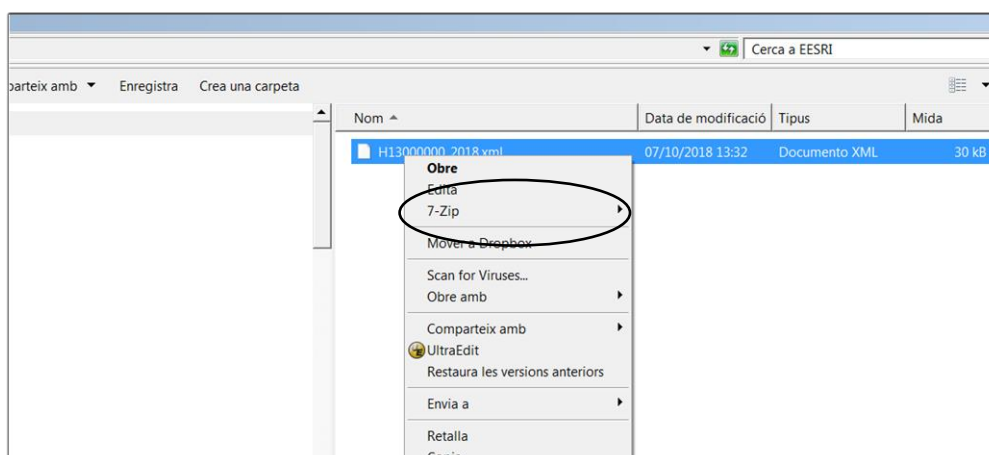 Cerca a EESRI
parteix amb Enregistra Crea una carpeta
Nom Data de modificació Tipus Mida
H13000000_2018.xml 07/10/2018 13:32 Documento XML 30 kB
Obre
Edita
7-Zip
Mover a Dropbox
Scan for Viruses...
Obre amb
Comparteix amb
UltraEdit
Restaura les versions anteriors
Envia a
Retalla
Copia